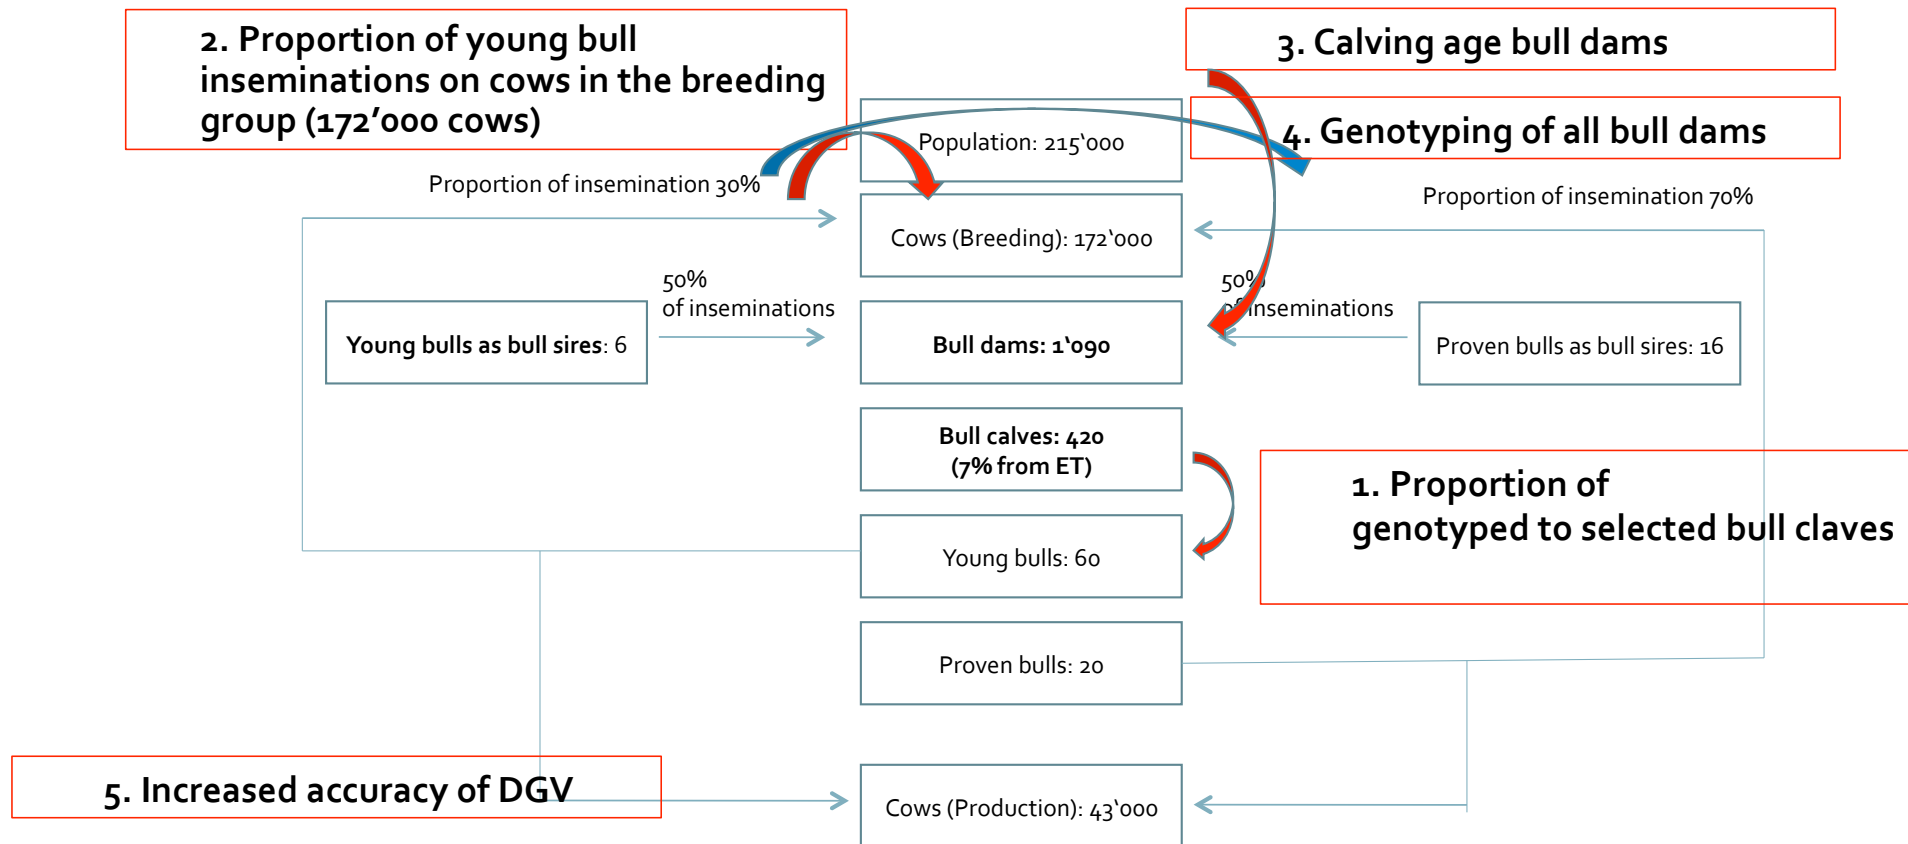 2. Proportion of young bull
inseminations on cows in the breeding
group (172’000 cows)
3. Calving age bull dams
4. Genotyping of all bull dams
Population: 215‘000
Proportion of insemination 30%
Proportion of insemination 70%
Cows (Breeding): 172‘000
50%
of inseminations
50%
of inseminations
Young bulls as bull sires: 6
Bull dams: 1‘090
Proven bulls as bull sires: 16
Bull calves: 420
(7% from ET)
1. Proportion of
genotyped to selected bull claves
Young bulls: 60
Proven bulls: 20
5. Increased accuracy of DGV
Cows (Production): 43‘000